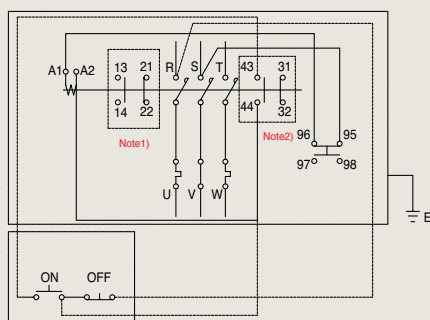 13 21 R S T 43 31
A1 A2
14 22 44 32
Note1) Note2)
96 95
97 98
U V W
E
ON OFF